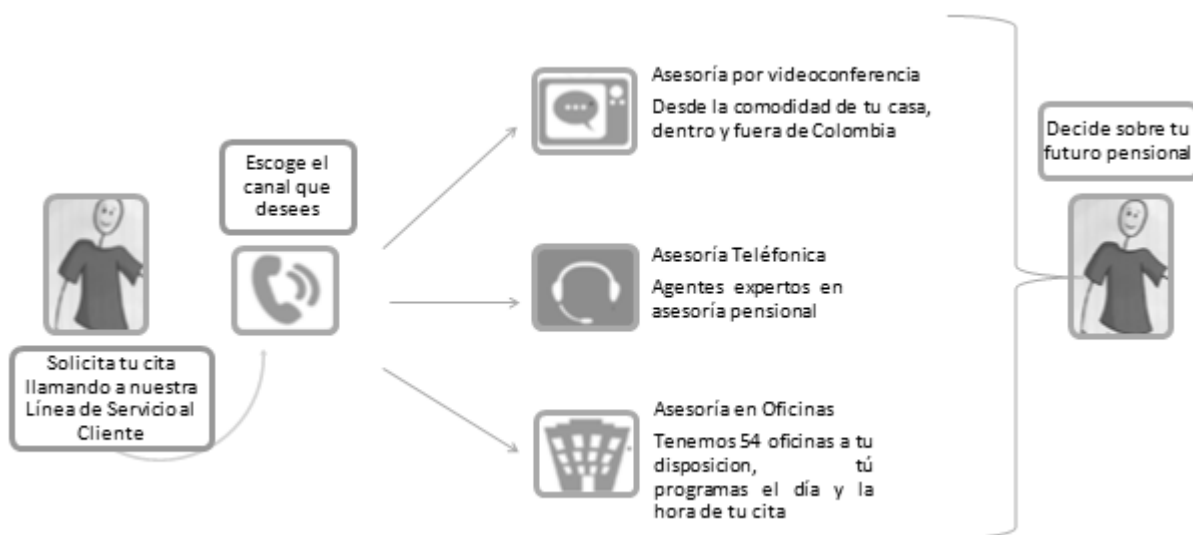 Solicita tu cita
llamando a nuestra
Línea de Servicio al
Cliente
Escoge el
canal que
desees
Asesoría por videoconferencia
Desde la comodidad de tu casa,
dentro y fuera de Colombia
Asesoría Teléfonica
Agentes expertos en
asesoría pensional
Asesoría en Oficinas
Tenemos 54 oficinas a tu
disposicion, tú
programas el día y la
hora de tu cita
Decide sobre tu
futuro pensional